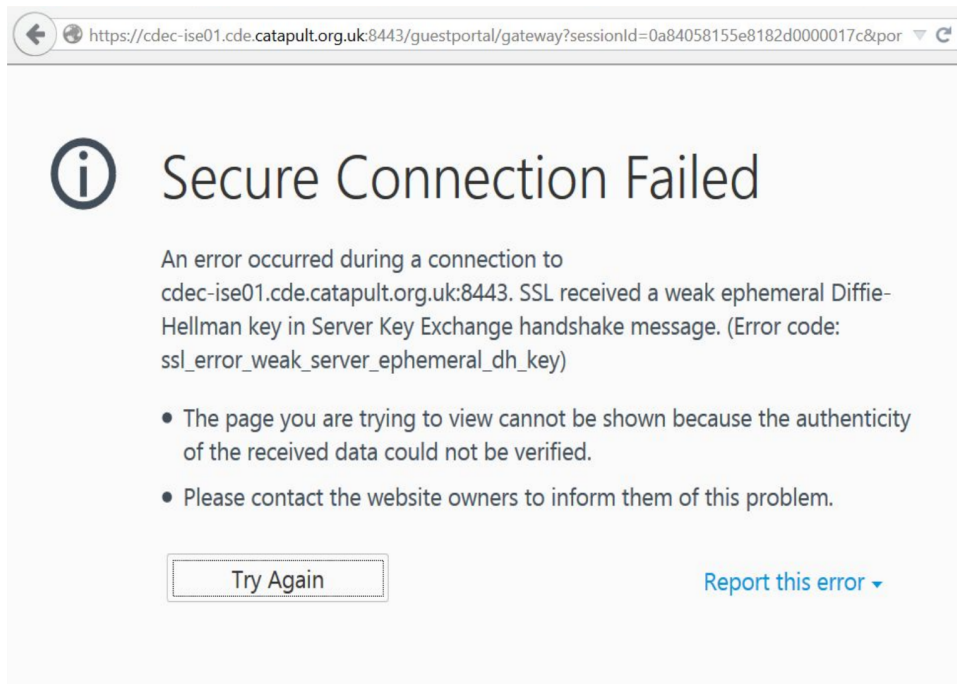 https://cdec-ise01.cde.catapult.org.uk:8443/guestportal/gateway?sessionId=0a84058155e8182d0000017c&por
Secure Connection Failed
An error occurred during a connection to
cdec-ise01.cde.catapult.org.uk:8443. SSL received a weak ephemeral Diffie-
Hellman key in Server Key Exchange handshake message. (Error code:
ssl_error_weak_server_ephemeral_dh_key)
• The page you are trying to view cannot be shown because the authenticity
of the received data could not be verified.
• Please contact the website owners to inform them of this problem.
Try Again
Report this error